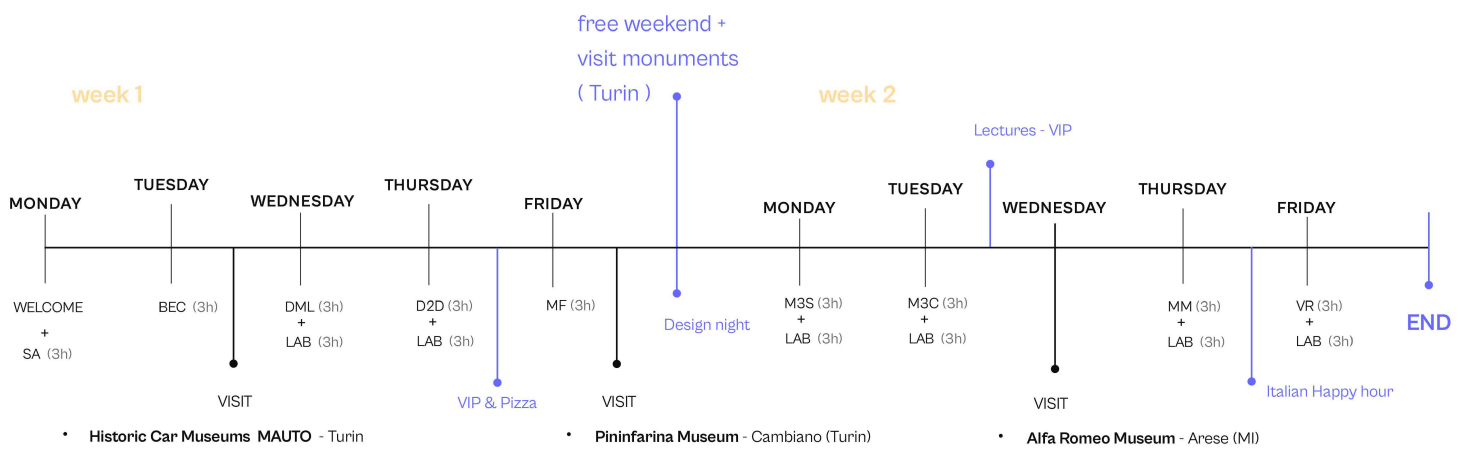 free weekend +
visit monuments
( Turin )
week 1
week 2
Lectures - VIP
MONDAY
TUESDAY
WEDNESDAY
THURSDAY
FRIDAY
MONDAY
TUESDAY
WEDNESDAY
THURSDAY
FRIDAY
WELCOME
+
SA (3h)
BEC (3h)
DML (3h)
+
LAB (3h)
D2D (3h)
+
LAB (3h)
MF (3h)
Design night
M3S (3h)
+
LAB (3h)
M3C (3h)
+
LAB (3h)
MM (3h)
+
LAB (3h)
VR (3h)
+
LAB (3h)
END
VISIT
VIP & Pizza
VISIT
VISIT
Italian Happy hour
• Historic Car Museums MAUTO - Turin
• Pininfarina Museum - Cambiano (Turin)
• Alfa Romeo Museum - Arese (MI)